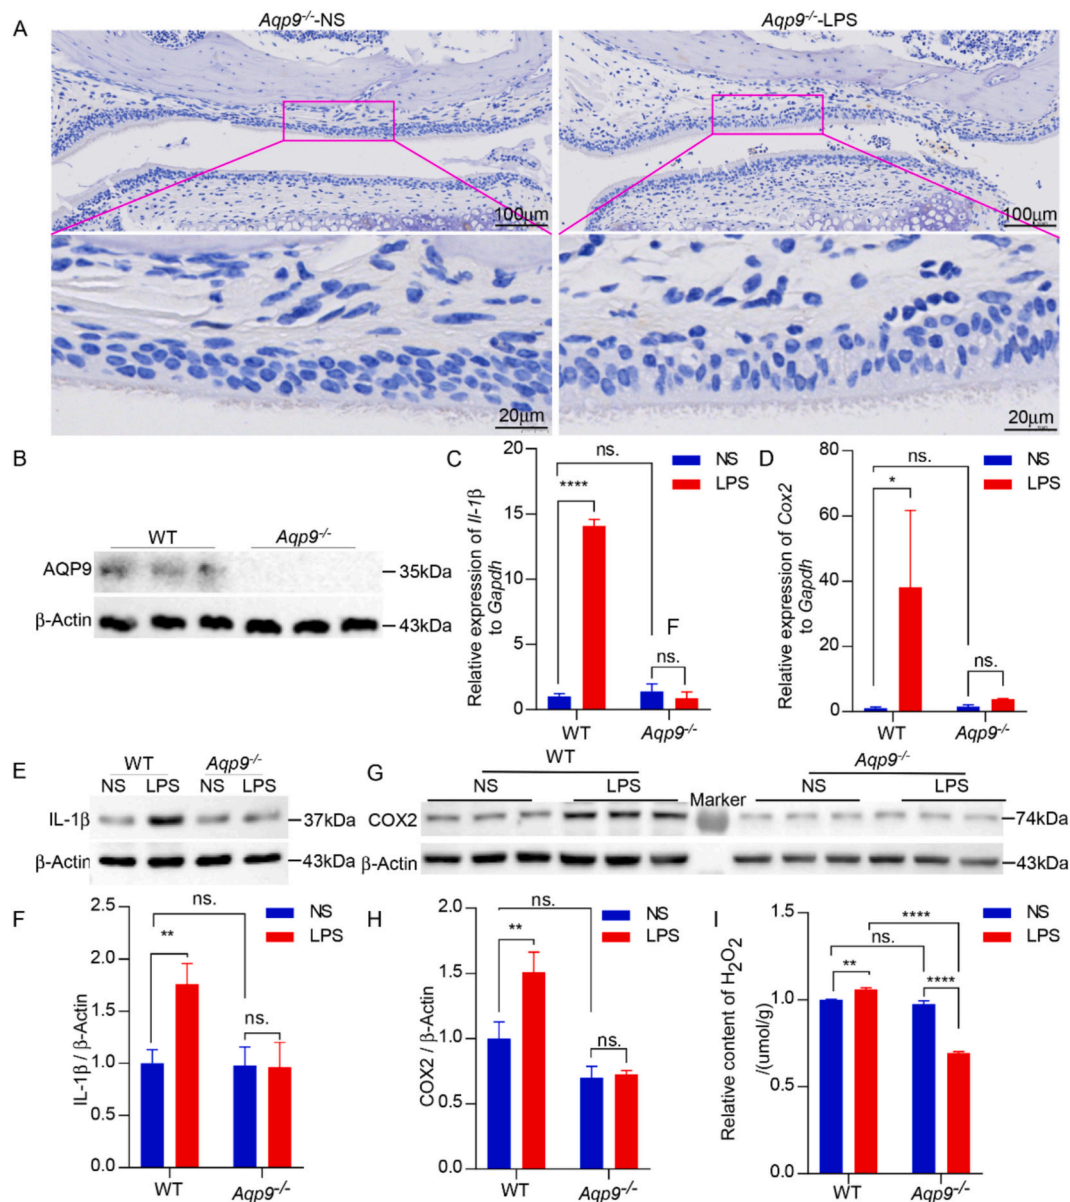 A
Aqp9-/--NS
Aqp9-/--LPS
100μm
100μm
20μm
20μm
B
WT
Aqp9-/-
AQP9
35kDa
β-Actin
43kDa
C
Relative expression of Il-1β
to Gapdh
20
15
10
5
0
ns.
****
F
ns.
NS
LPS
WT
Aqp9-/-
D
Relative expression of Cox2
to Gapdh
80
60
40
20
0
ns.
*
ns.
NS
LPS
WT
Aqp9-/-
E
WT
Aqp9-/-
NS LPS NS LPS
IL-1β
37kDa
β-Actin
43kDa
G
WT
Aqp9-/-
NS
LPS
Marker
NS
LPS
COX2
74kDa
β-Actin
43kDa
F
IL-1β / β-Actin
2.5
2.0
1.5
1.0
0.5
0.0
ns.
**
ns.
NS
LPS
WT
Aqp9-/-
H
COX2 / β-Actin
2.0
1.5
1.0
0.5
0.0
ns.
**
ns.
NS
LPS
WT
Aqp9-/-
I
Relative content of H2O2
/(umol/g)
1.5
1.0
0.5
0.0
****
ns.
**
****
NS
LPS
WT
Aqp9-/-